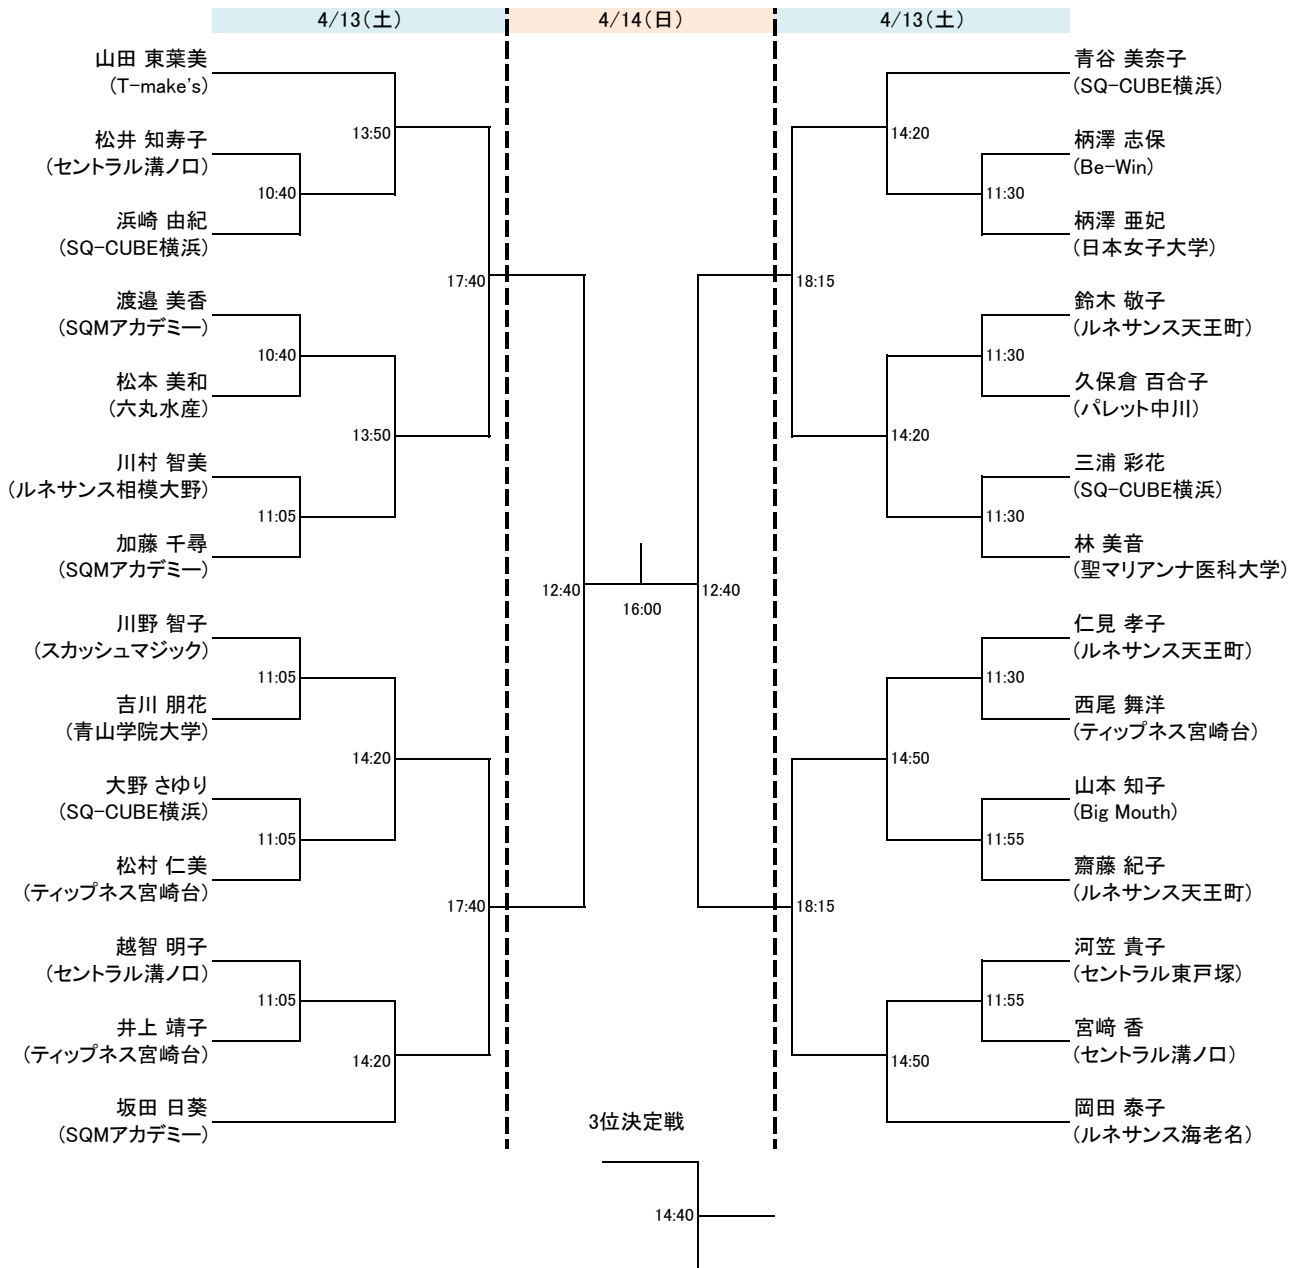 4/13(土)
4/14(日)
4/13(土)
山田 東葉美
(T-make's)
13:50
松井 知寿子
(セントラル溝ノ口)
10:40
浜崎 由紀
(SQ-CUBE横浜)
17:40
渡邉 美香
(SQMアカデミー)
10:40
松本 美和
(六丸水産)
13:50
川村 智美
(ルネサンス相模大野)
11:05
加藤 千尋
(SQMアカデミー)
川野 智子
(スカッシュマジック)
11:05
吉川 朋花
(青山学院大学)
14:20
大野 さゆり
(SQ-CUBE横浜)
11:05
松村 仁美
(ティップネス宮崎台)
17:40
越智 明子
(セントラル溝ノ口)
11:05
井上 靖子
(ティップネス宮崎台)
14:20
坂田 日葵
(SQMアカデミー)
12:40
16:00
12:40
青谷 美奈子
(SQ-CUBE横浜)
14:20
柄澤 志保
(Be-Win)
11:30
柄澤 亜妃
(日本女子大学)
18:15
鈴木 敬子
(ルネサンス天王町)
11:30
久保倉 百合子
(パレット中川)
14:20
三浦 彩花
(SQ-CUBE横浜)
11:30
林 美音
(聖マリアンナ医科大学)
仁見 孝子
(ルネサンス天王町)
11:30
西尾 舞洋
(ティップネス宮崎台)
14:50
山本 知子
(Big Mouth)
11:55
齋藤 紀子
(ルネサンス天王町)
18:15
河笠 貴子
(セントラル東戸塚)
11:55
宮﨑 香
(セントラル溝ノ口)
14:50
岡田 泰子
(ルネサンス海老名)
3位決定戦
14:40